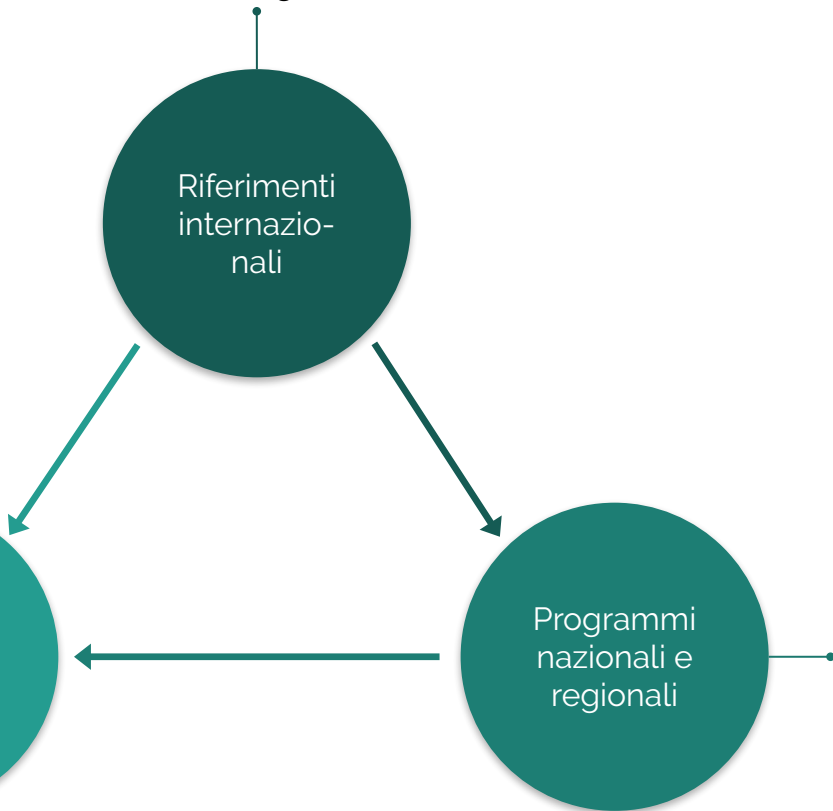 Riferimenti
internazio-
nali
Programmi
nazionali e
regionali